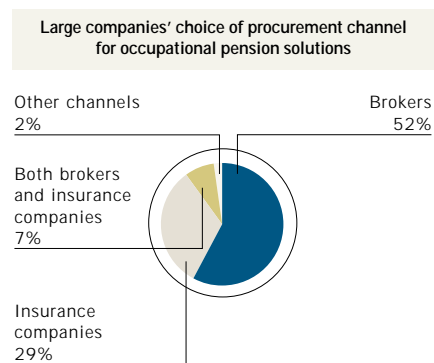 Large companies’ choice of procurement channel
for occupational pension solutions
Other channels
2%
Brokers
52%
Both brokers
and insurance
companies
7%
Insurance
companies
29%